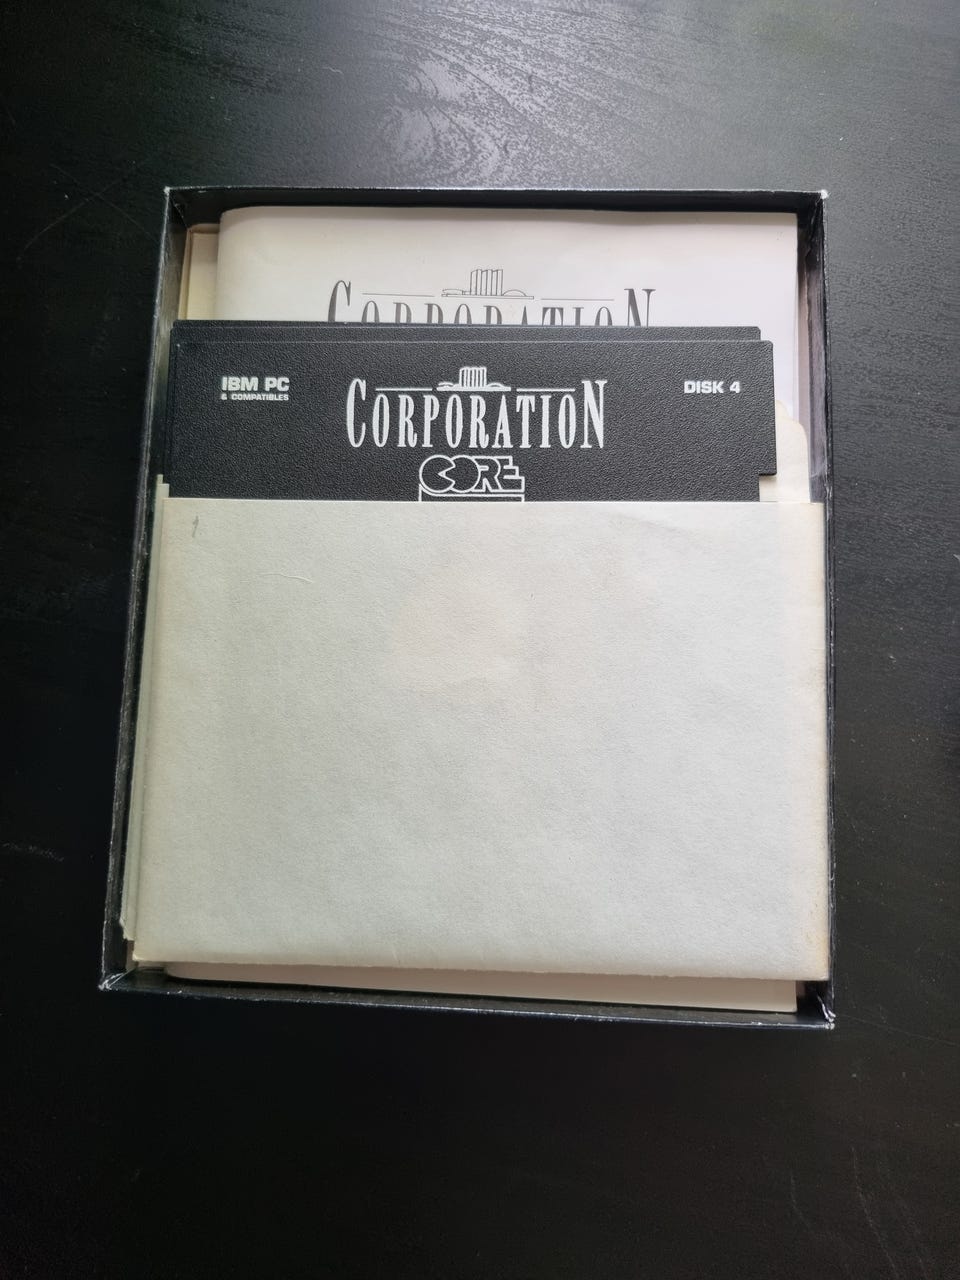 CORPORATION
IBM PC
& COMPATIBLES
CORPORATION
DISK 4
CORE